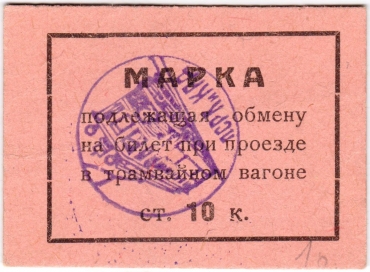 МАРКА
подлежащая обмену
на билет при проезде
в трамвайном вагоне
ст. 10 к.